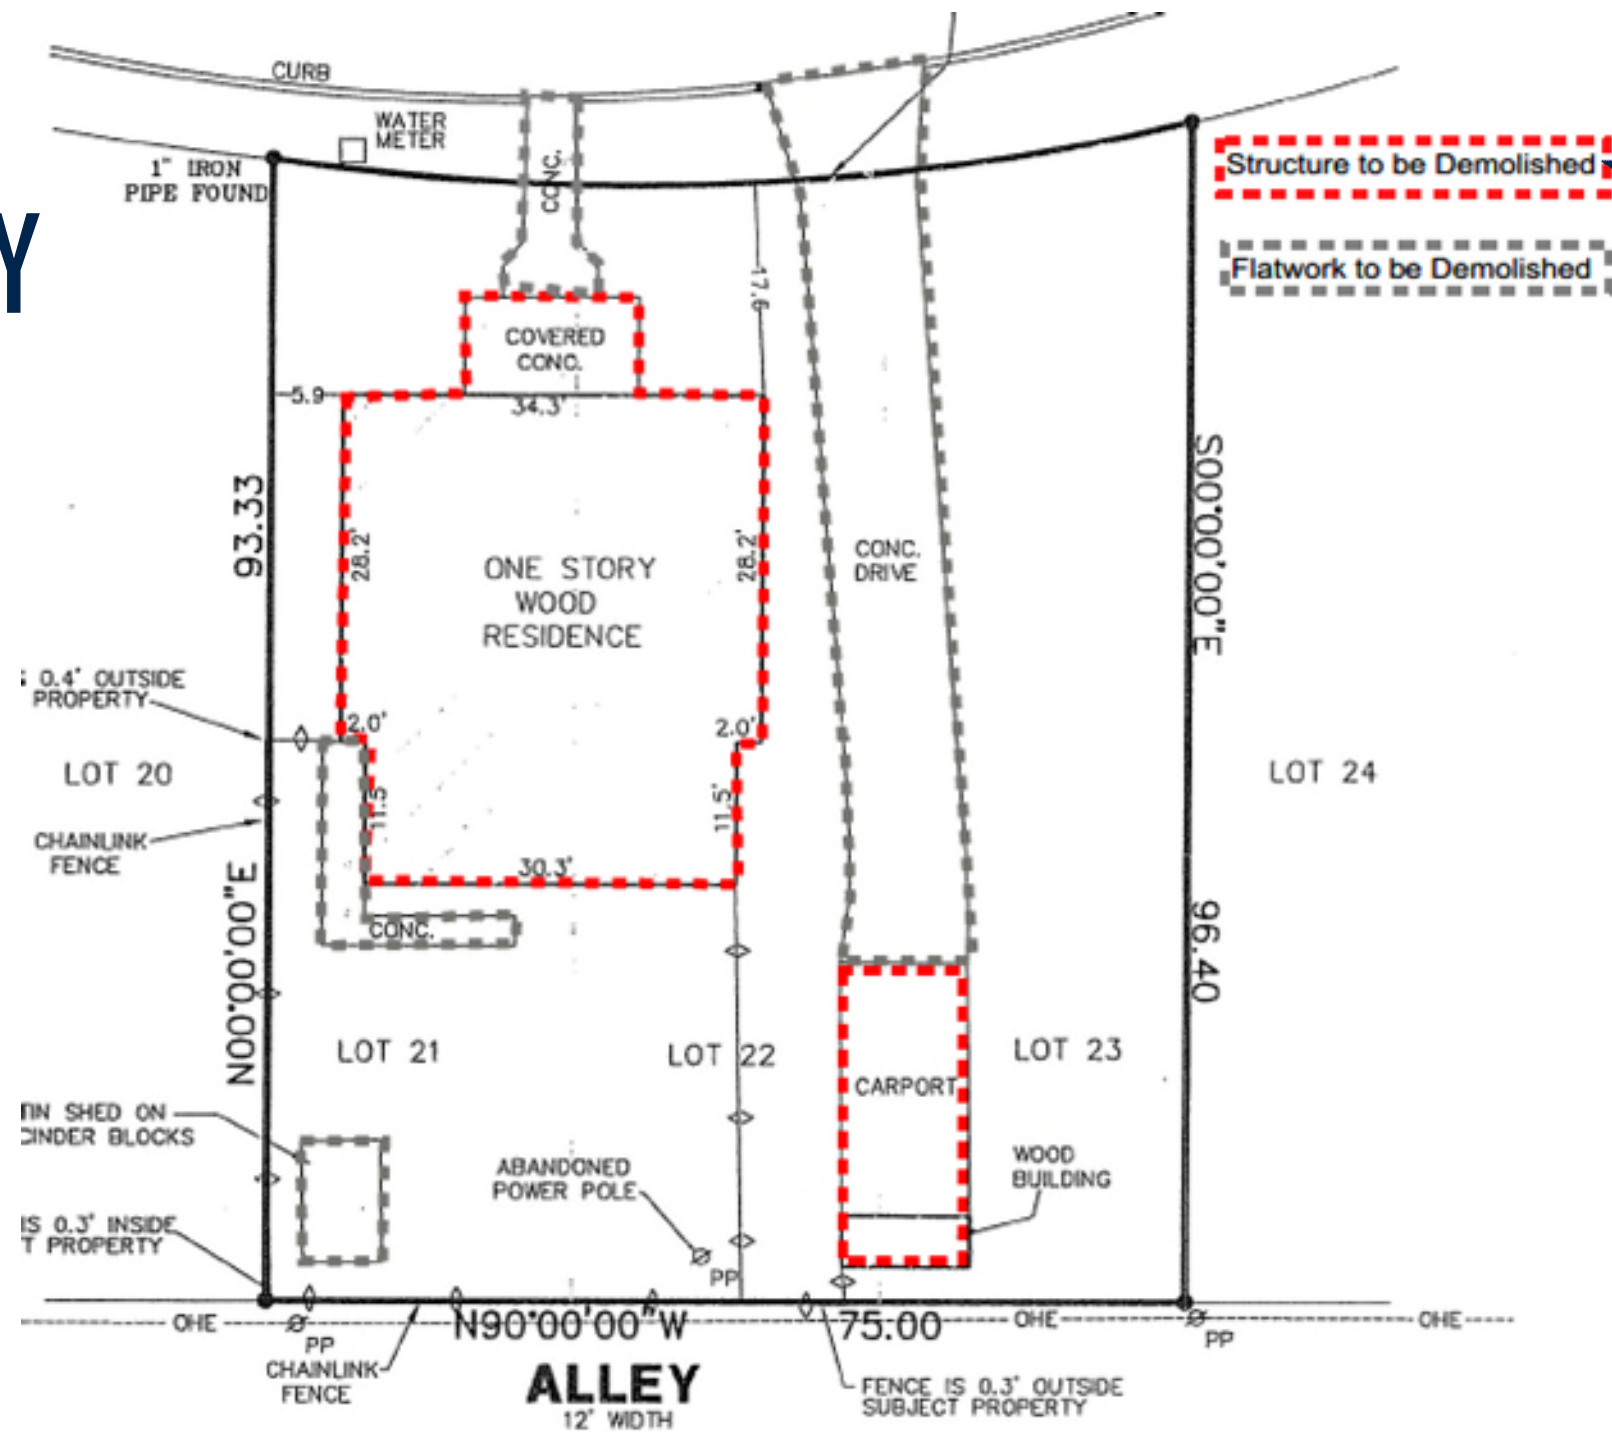 CURB
WATER
METER
1" IRON
PIPE FOUND
CONC.
Structure to be Demolished
Y
Flatwork to be Demolished
17.6
COVERED
CONC.
5.9
34.3'
93.33
28.2'
28.2'
S00°00'00"E
ONE STORY
WOOD
RESIDENCE
CONC.
DRIVE
0.4' OUTSIDE
PROPERTY
2.0'
2.0'
LOT 20
LOT 24
11.5'
11.5'
CHAINLINK
FENCE
30.3'
N00°00'00"E
CONC.
96.40
LOT 21
LOT 22
LOT 23
CARPORT
TIN SHED ON
CINDER BLOCKS
ABANDONED
POWER POLE
WOOD
BUILDING
IS 0.3' INSIDE
T PROPERTY
PP
OHE
N90°00'00"W
75.00
OHE
OHE
PP
PP
CHAINLINK
FENCE
ALLEY
12' WIDTH
FENCE IS 0.3' OUTSIDE
SUBJECT PROPERTY